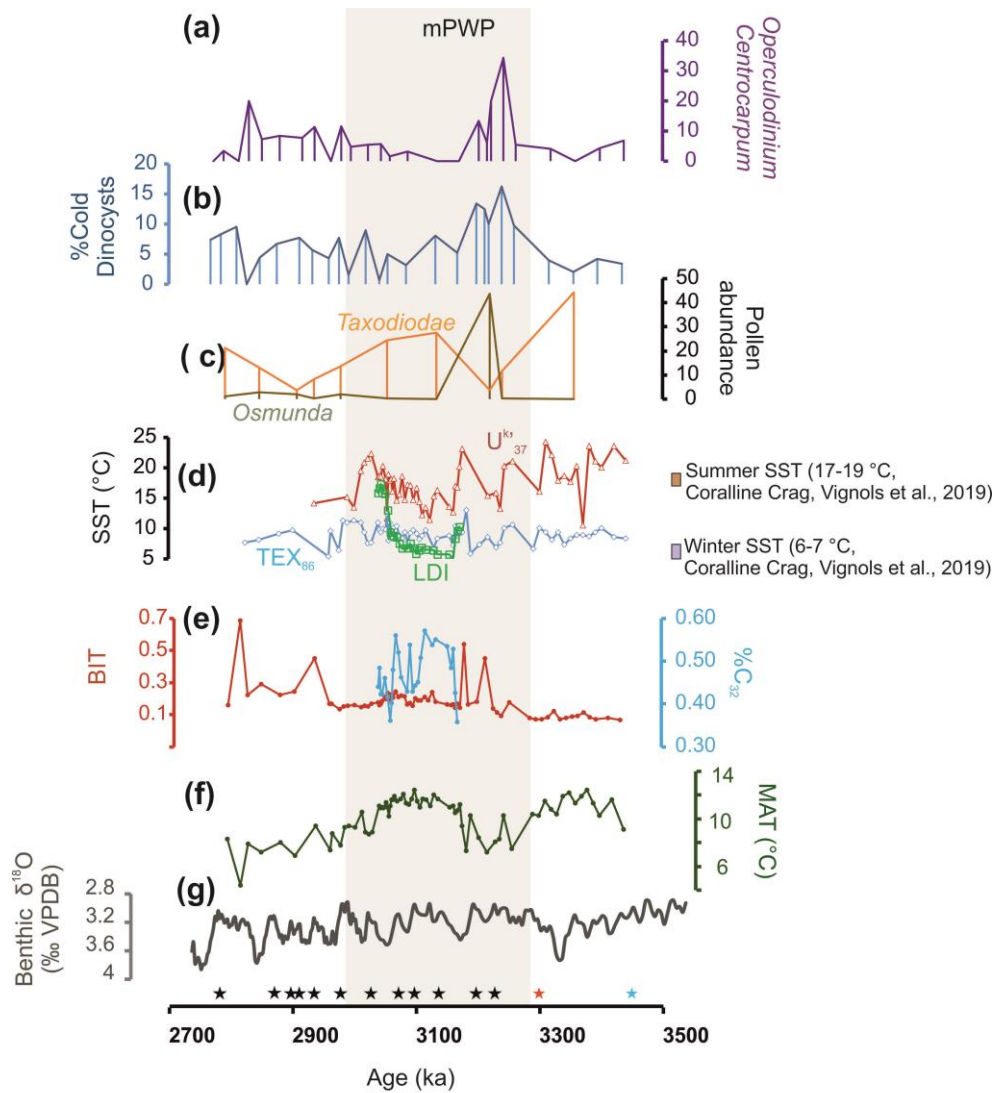 (a)
mPWP
40
30
20
10
0
Operculodinium
Centrocarpum
(b)
20
15
10
5
0
%Cold
Dinocysts
( c)
Taxodiodae
Osmunda
50
40
30
20
10
0
Pollen
abundance
(d)
25
20
15
10
5
SST (°C)
U^k'_37
TEX_86
LDI
Summer SST (17-19 °C,
Coralline Crag, Vignols et al., 2019)
Winter SST (6-7 °C,
Coralline Crag, Vignols et al., 2019)
(e)
0.7
0.5
0.3
0.1
BIT
0.60
0.50
0.40
0.30
%C_32
(f)
14
10
6
MAT (°C)
(g)
2.8
3.2
3.6
4
Benthic δ¹⁸O
(‰ VPDB)
2700 2900 3100 3300 3500
Age (ka)